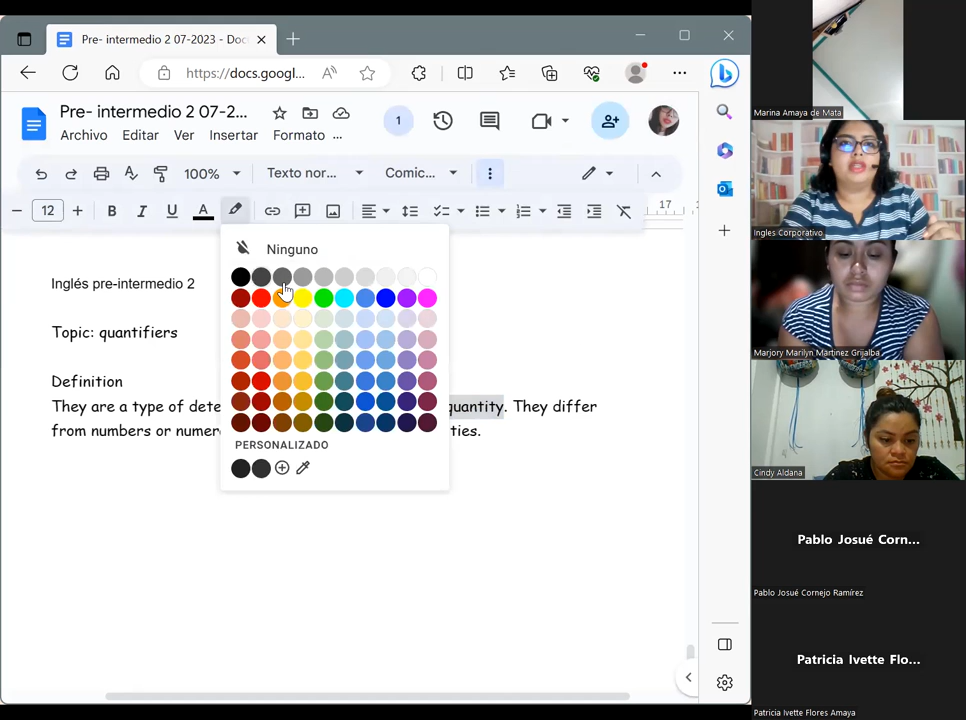 Pre- intermedio 2 07-2023 - Doc
https://docs.googl...
Pre- intermedio 2 07-2...
1
Archivo Editar Ver Insertar Formato ...
100% Texto nor... Comic...
12
17
Ninguno
PERSONALIZADO
Inglés pre-intermedio 2
Topic: quantifiers
Definition
They are a type of dete quantity. They differ
from numbers or numer ties.
Marina Amaya de Mata
Ingles Corporativo
Marjory Marilyn Martinez Grijalba
Cindy Aldana
Pablo Josué Corn...
Pablo Josué Cornejo Ramírez
Patricia Ivette Flo...
Patricia Ivette Flores Amaya